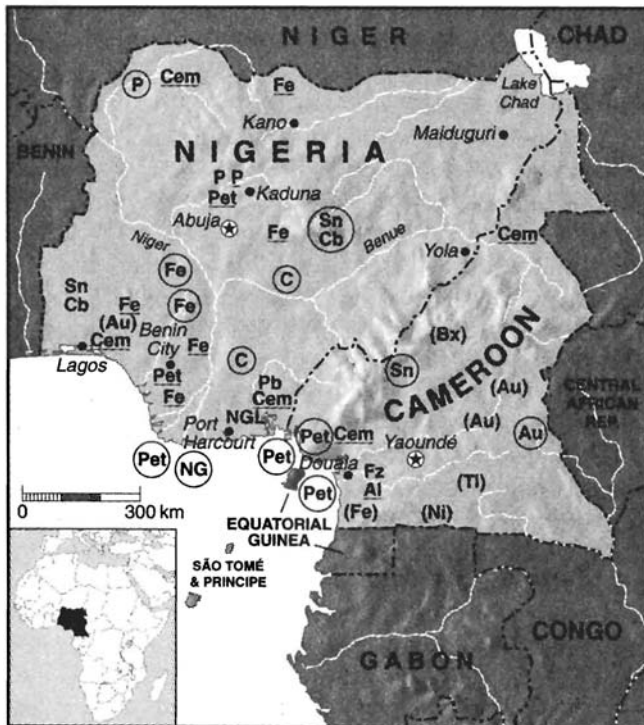 NIGER
CHAD
P
Cem
Fe
Lake
Chad
Kano
Maiduguri
NIGERIA
BENIN
P P
Pet
Kaduna
Abuja
Fe
Sn
Cb
Benue
Yola
Cem
Niger
Fe
C
Sn
Cb
Fe
Fe
(Au)
Cem
Lagos
Benin
City
Fe
Pet
Fe
C
Pb
Cem
NGL
Port
Harcourt
(Bx)
CAMEROON
Sn
(Au)
(Au)
Au
CENTRAL
AFRICAN
REP.
Pet
Cem
Yaoundé
Pet
NG
Pet
Douala
Pet
Fz
Al
(Fe)
(Ti)
(Ni)
0 300 km
EQUATORIAL
GUINEA
SÃO TOMÉ
& PRINCIPE
GABON
CONGO